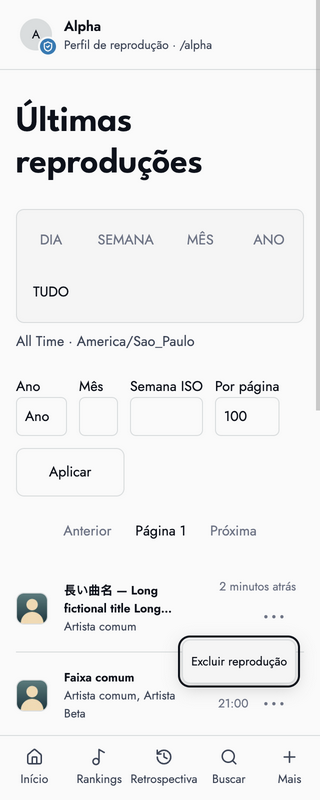 A
Alpha
Perfil de reprodução · /alpha
Últimas
reproduções
DIA SEMANA MÊS ANO
TUDO
All Time · America/Sao_Paulo
Ano Mês Semana ISO Por página
Ano 100
Aplicar
Anterior Página 1 Próxima
長い曲名 — Long
fictional title Long...
Artista comum
2 minutos atrás
Excluir reprodução
Faixa comum
Artista comum, Artista
Beta
21:00
Início Rankings Retrospectiva Buscar Mais